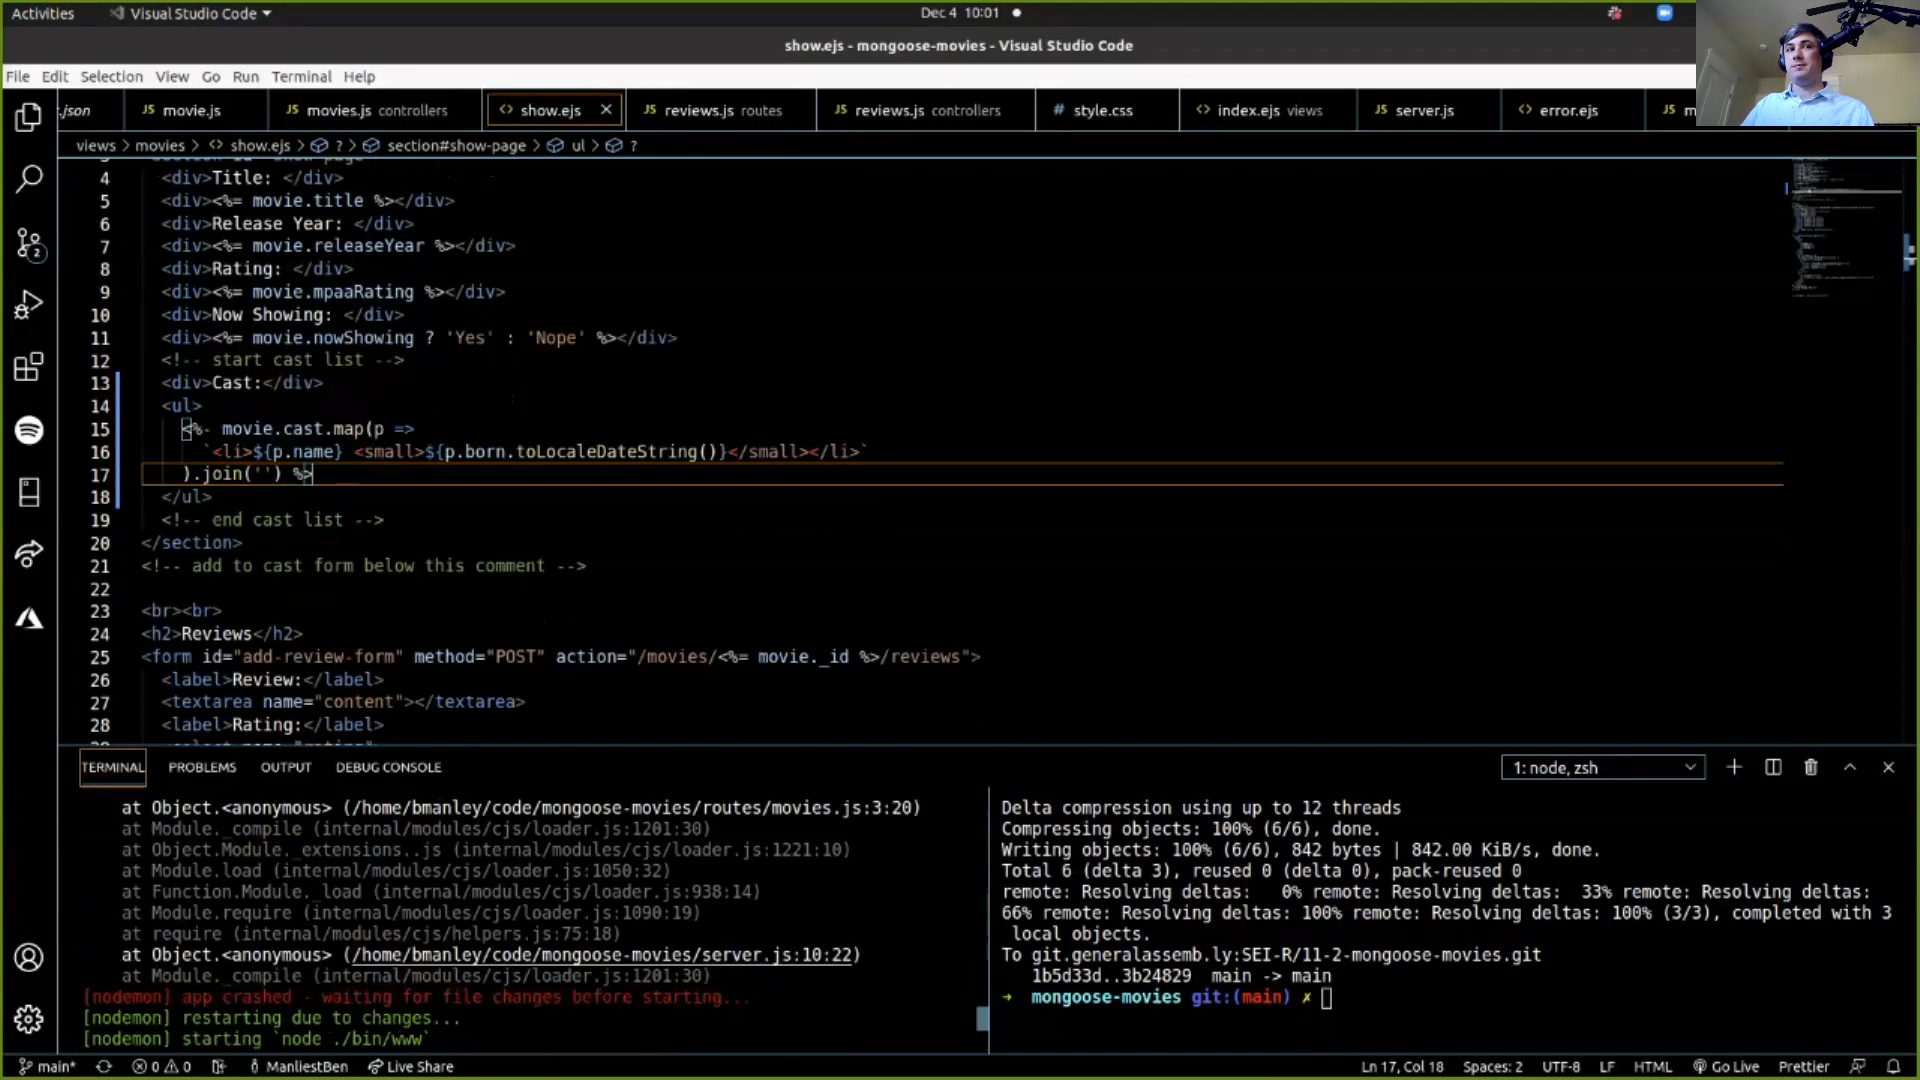 Activities
Visual Studio Code
Dec 4 10:01
show.ejs - mongoose-movies - Visual Studio Code
File Edit Selection View Go Run Terminal Help
.json
JS movie.js
JS movies.js controllers
<> show.ejs
JS reviews.js routes
JS reviews.js controllers
# style.css
<> index.ejs views
JS server.js
<> error.ejs
JS m
views > movies > <> show.ejs > ? > section#show-page > ul > ?
4 <div>Title: </div>
5 <div><%= movie.title %></div>
6 <div>Release Year: </div>
7 <div><%= movie.releaseYear %></div>
8 <div>Rating: </div>
9 <div><%= movie.mpaaRating %></div>
10 <div>Now Showing: </div>
11 <div><%= movie.nowShowing ? 'Yes' : 'Nope' %></div>
12 <!-- start cast list -->
13 <div>Cast:</div>
14 <ul>
15 <%- movie.cast.map(p =>
16 `<li>${p.name} <small>${p.born.toLocaleDateString()}</small></li>`
17 ).join('') %>
18 </ul>
19 <!-- end cast list -->
20 </section>
21 <!-- add to cast form below this comment -->
22
23 <br><br>
24 <h2>Reviews</h2>
25 <form id="add-review-form" method="POST" action="/movies/<%= movie._id %>/reviews">
26 <label>Review:</label>
27 <textarea name="content"></textarea>
28 <label>Rating:</label>
TERMINAL PROBLEMS OUTPUT DEBUG CONSOLE
1: node, zsh
at Object.<anonymous> (/home/bmanley/code/mongoose-movies/routes/movies.js:3:20)
at Module._compile (internal/modules/cjs/loader.js:1201:30)
at Object.Module._extensions..js (internal/modules/cjs/loader.js:1221:10)
at Module.load (internal/modules/cjs/loader.js:1050:32)
at Function.Module._load (internal/modules/cjs/loader.js:938:14)
at Module.require (internal/modules/cjs/loader.js:1090:19)
at require (internal/modules/cjs/helpers.js:75:18)
at Object.<anonymous> (/home/bmanley/code/mongoose-movies/server.js:10:22)
at Module._compile (internal/modules/cjs/loader.js:1201:30)
[nodemon] app crashed - waiting for file changes before starting...
[nodemon] restarting due to changes...
[nodemon] starting `node ./bin/www`
Delta compression using up to 12 threads
Compressing objects: 100% (6/6), done.
Writing objects: 100% (6/6), 842 bytes | 842.00 KiB/s, done.
Total 6 (delta 3), reused 0 (delta 0), pack-reused 0
remote: Resolving deltas:   0% remote: Resolving deltas:  33% remote: Resolving deltas:
66% remote: Resolving deltas: 100% remote: Resolving deltas: 100% (3/3), completed with 3
local objects.
To git.generalassemb.ly:SEI-R/11-2-mongoose-movies.git
1b5d33d..3b24829  main -> main
→ mongoose-movies git:(main) ✗
main* 0 0 ManliestBen Live Share
Ln 17, Col 18 Spaces: 2 UTF-8 LF HTML Go Live Prettier